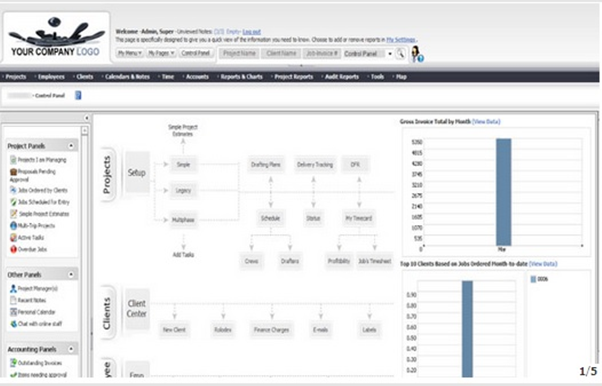 YOUR COMPANY LOGO
Welcome -Admin, Super - Unviewed Notes
Empty- Log out
This page is specifically designed to give you a quick view of the information you need to know. Choose to add or remove reports in My Settings .
My Menu
My Pages
Control Panel
Project Name
Client Name
Job-Invoice #
Control Panel
Projects
Employees
Clients
Calendars & Notes
Time
Accounts
Reports & Charts
Project Reports
Audit Reports
Tools
Map
- Control Panel
Project Panels
Projects I am Managing
Proposals Pending
Approval
Jobs Ordered by Clients
Jobs Scheduled for Entry
Simple Project Estimates
Multi-Trip Projects
Active Tasks
Overdue Jobs
Other Panels
Project Manager(s)
Recent Notes
Personal Calendar
Chat with online staff
Accounting Panels
Outstanding Invoices
Items needing approval
Projects
Setup
Simple Project
Estimates
Simple
Legacy
Multiphase
Add Tasks
Drafting Plans
Delivery Tracking
DFR
Schedule
Status
My Timecard
Crews
Drafters
Profitability
Job's Timesheet
Clients
Client
Center
New Client
Rolodex
Finance Charges
E-mails
Labels
Gross Invoice Total by Month (View Data)
5350
4815
4280
3745
3210
2675
2140
1605
1070
535
0
Mar
Top 10 Clients Based on Jobs Ordered Month-to-date (View Data)
0.90
0.80
0.70
0.60
0.50
0.40
0.30
0.20
0006
1/5